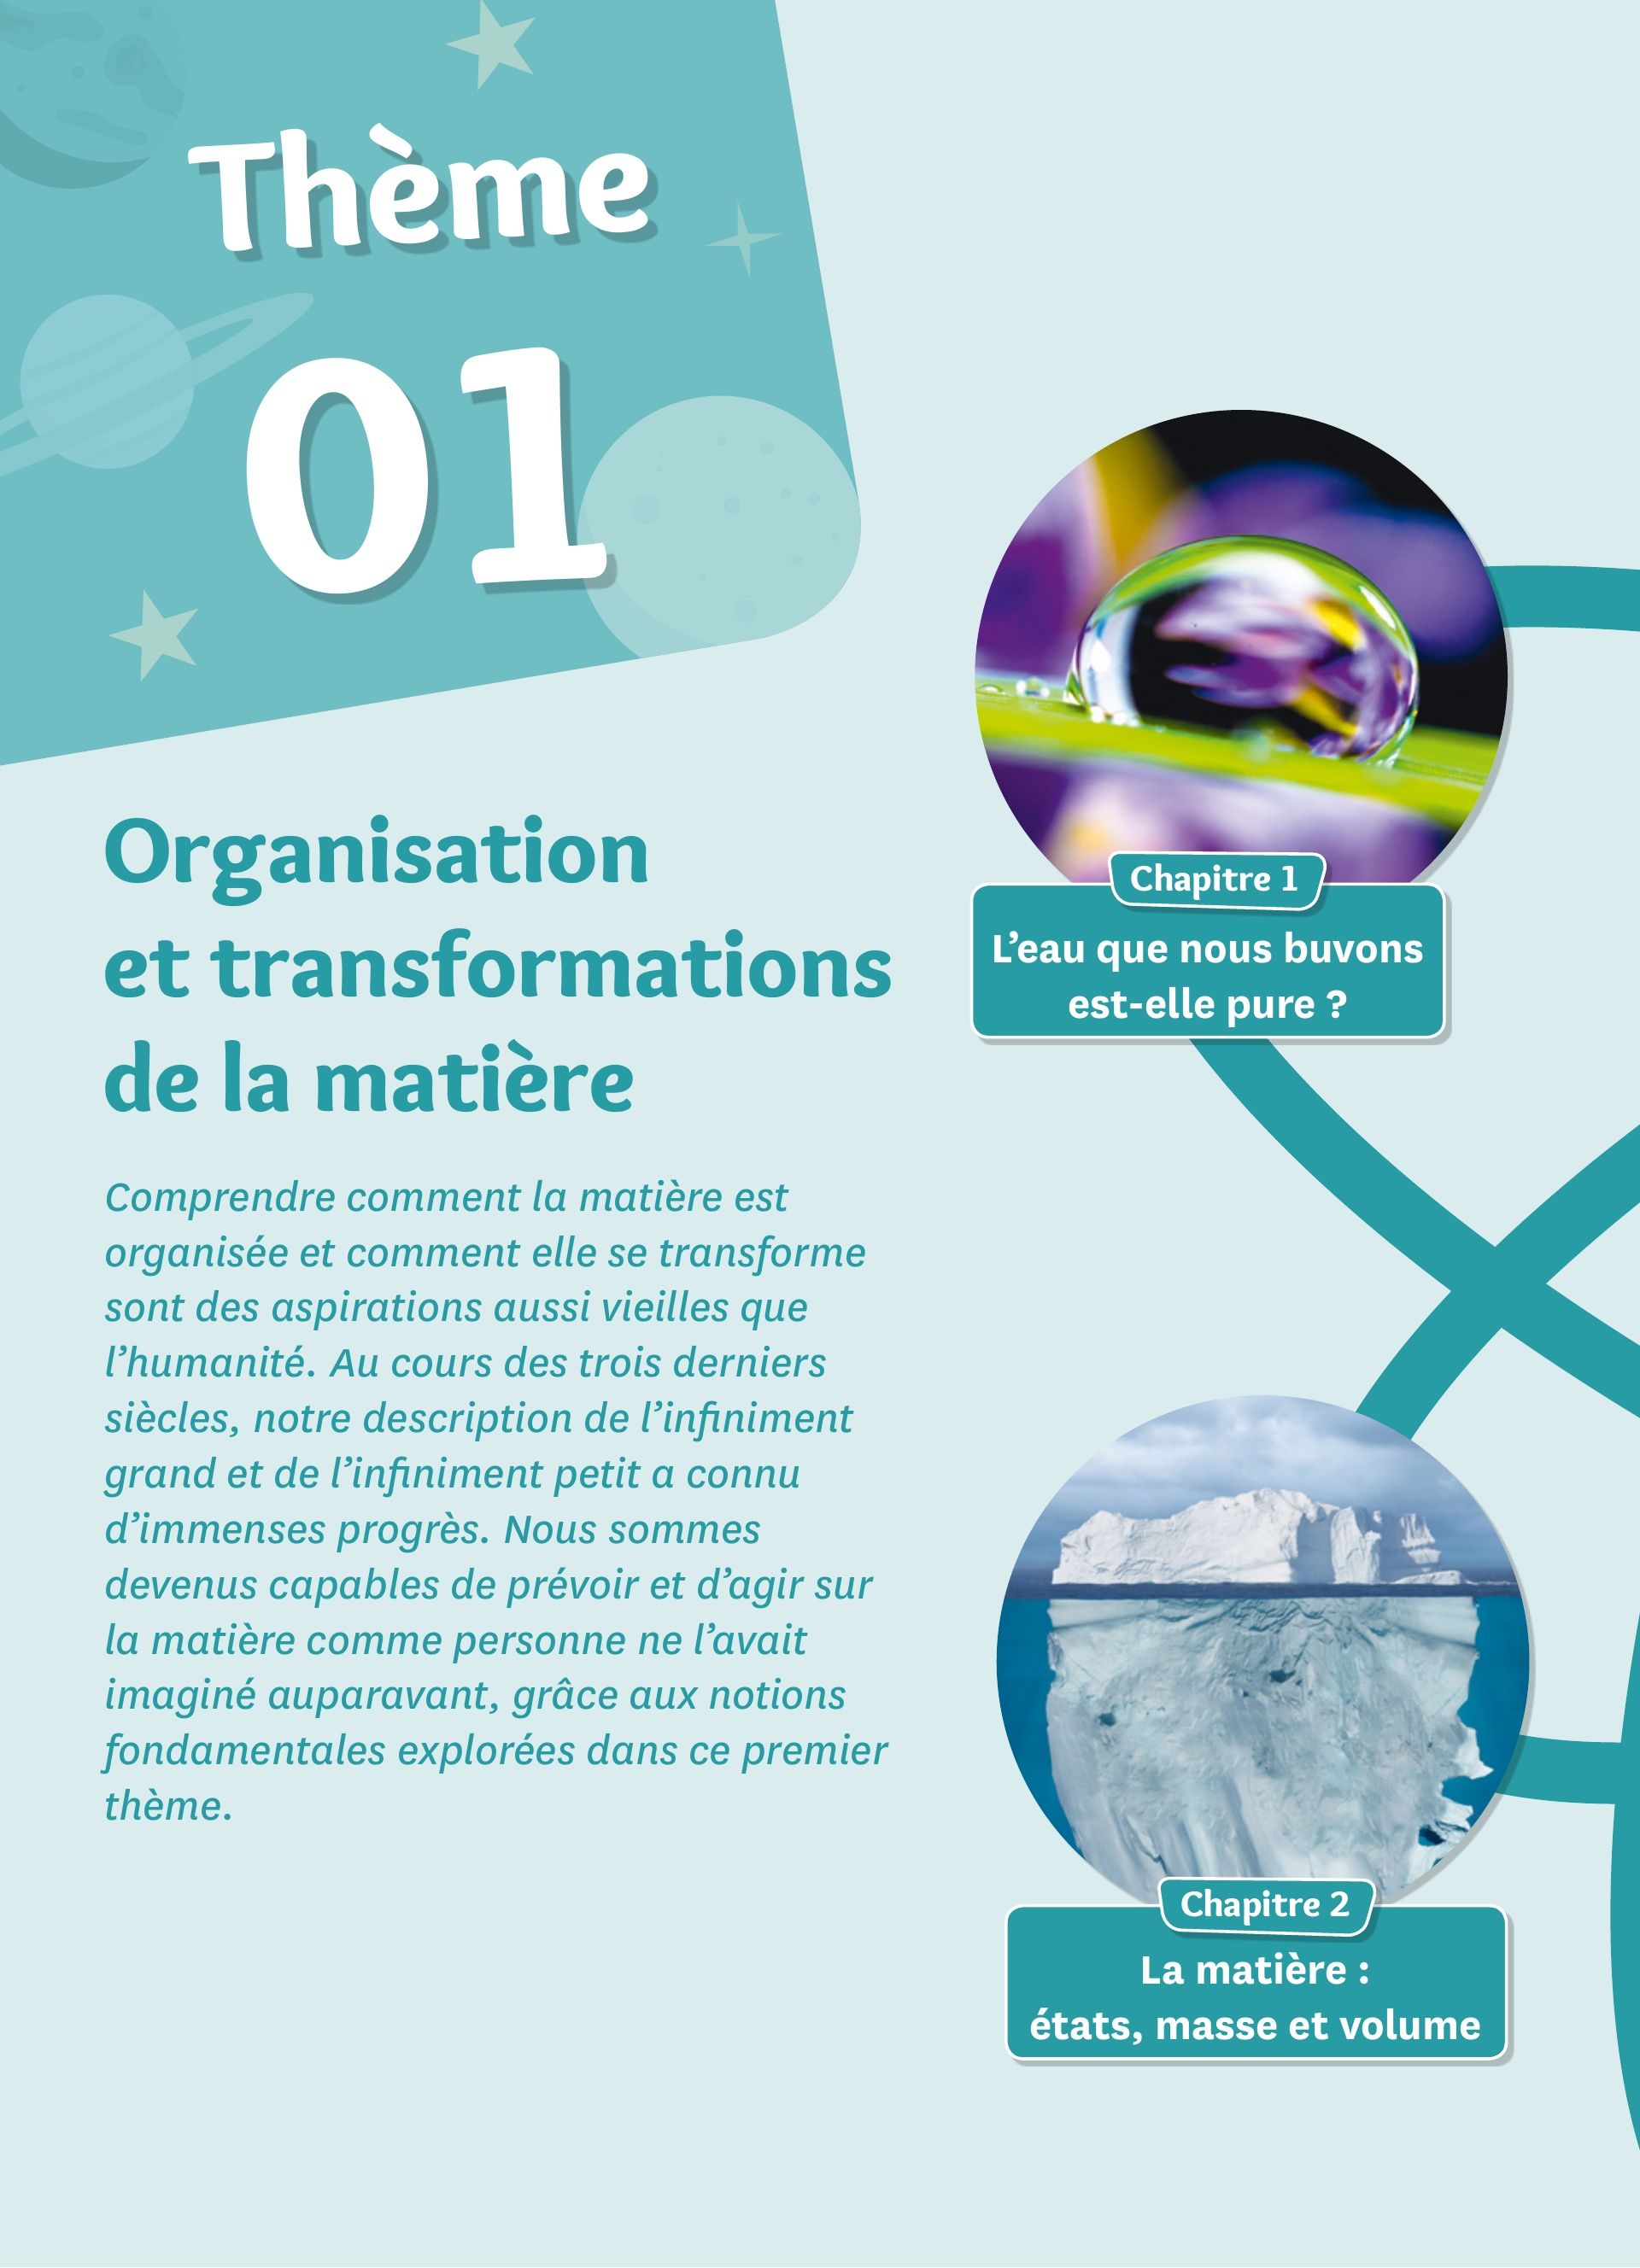 Thème
01
Organisation
et transformations
de la matière
Comprendre comment la matière est
organisée et comment elle se transforme
sont des aspirations aussi vieilles que
l’humanité. Au cours des trois derniers
siècles, notre description de l’infiniment
grand et de l’infiniment petit a connu
d’immenses progrès. Nous sommes
devenus capables de prévoir et d’agir sur
la matière comme personne ne l’avait
imaginé auparavant, grâce aux notions
fondamentales explorées dans ce premier
thème.
Chapitre 1
L’eau que nous buvons
est-elle pure ?
Chapitre 2
La matière :
états, masse et volume